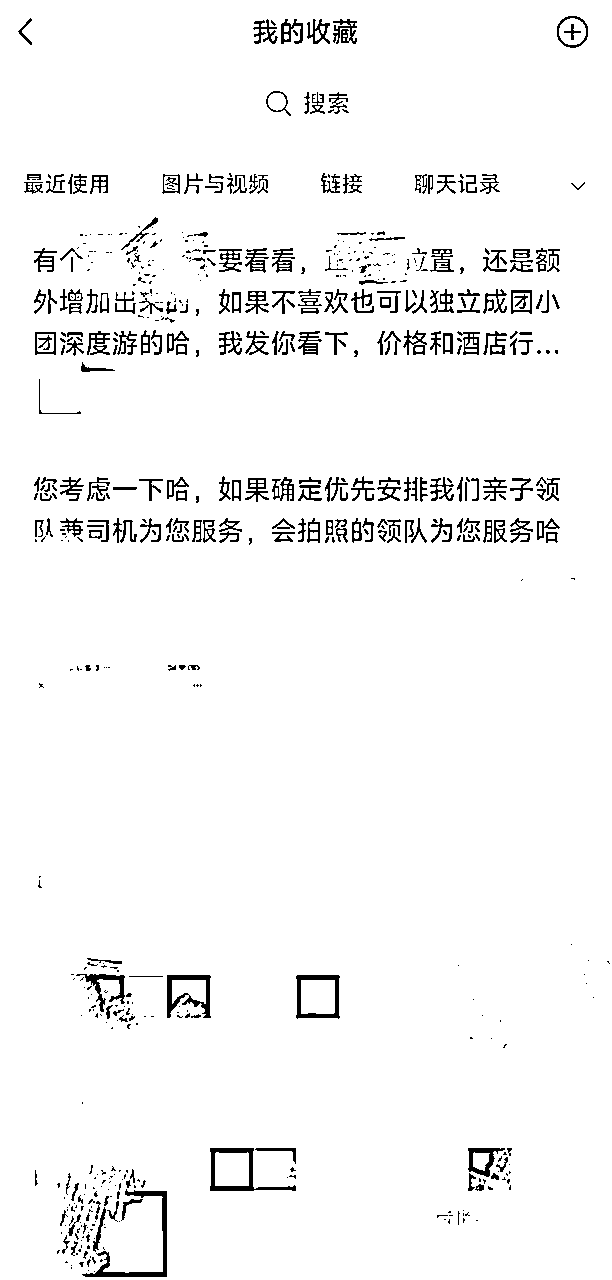 我的收藏
搜索
最近使用 图片与视频 链接 聊天记录
有个 不要看看， 位置，还是额
外增加出来的，如果不喜欢也可以独立成团小
团深度游的哈，我发你看下，价格和酒店行...
您考虑一下哈，如果确定优先安排我们亲子领
队兼司机为您服务，会拍照的领队为您服务哈